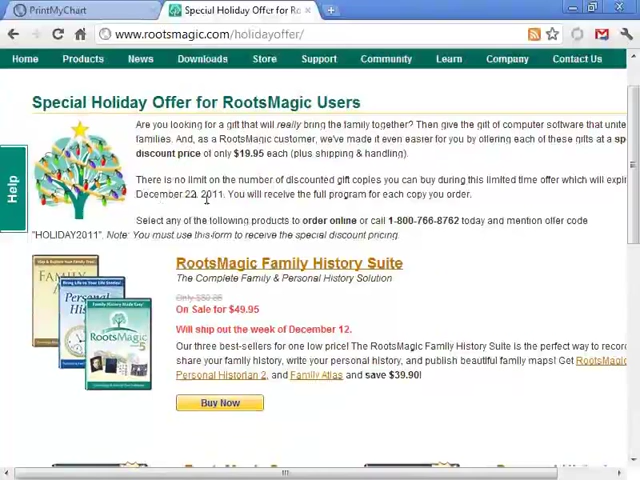 PrintMyChart
Special Holiday Offer for Ro
www.rootsmagic.com/holidayoffer/
Home Products News Downloads Store Support Community Learn Company Contact Us
Special Holiday Offer for RootsMagic Users
Are you looking for a gift that will really bring the family together? Then give the gift of computer software that unite
families. And, as a RootsMagic customer, we've made it even easier for you by offering each of these gifts at a sp
discount price of only $19.95 each (plus shipping & handling).
There is no limit on the number of discounted gift copies you can buy during this limited time offer which will expi
December 22, 2011. You will receive the full program for each copy you order.
Select any of the following products to order online or call 1-800-766-8762 today and mention offer code
"HOLIDAY2011". Note: You must use this form to receive the special discount pricing.
Help
RootsMagic Family History Suite
The Complete Family & Personal History Solution
On Sale for $49.95
Will ship out the week of December 12.
Our three best-sellers for one low price! The RootsMagic Family History Suite is the perfect way to record
share your family history, write your personal history, and publish beautiful family maps! Get RootsMagic
Personal Historian 2, and Family Atlas and save $39.90!
Buy Now
RootsMagic
5